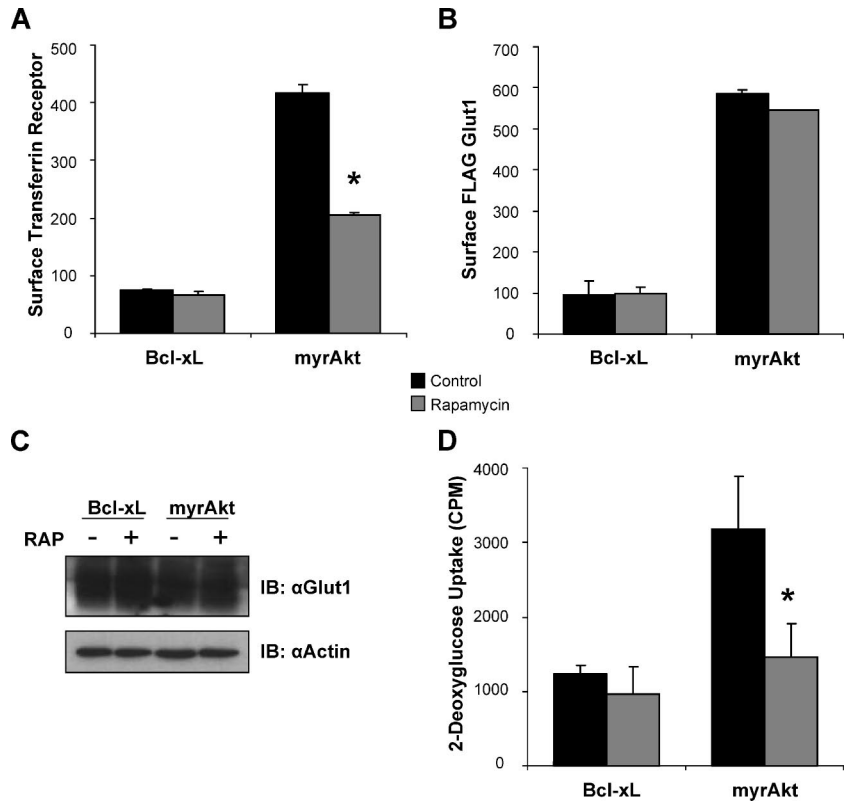 A
Surface Transferrin Receptor
500
400
300
200
100
0
*
Bcl-xL
myrAkt
B
Surface FLAG Glut1
700
600
500
400
300
200
100
0
Bcl-xL
myrAkt
Control
Rapamycin
C
Bcl-xL myrAkt
RAP - + - +
IB: αGlut1
IB: αActin
D
2-Deoxyglucose Uptake (CPM)
4000
3000
2000
1000
0
*
Bcl-xL
myrAkt